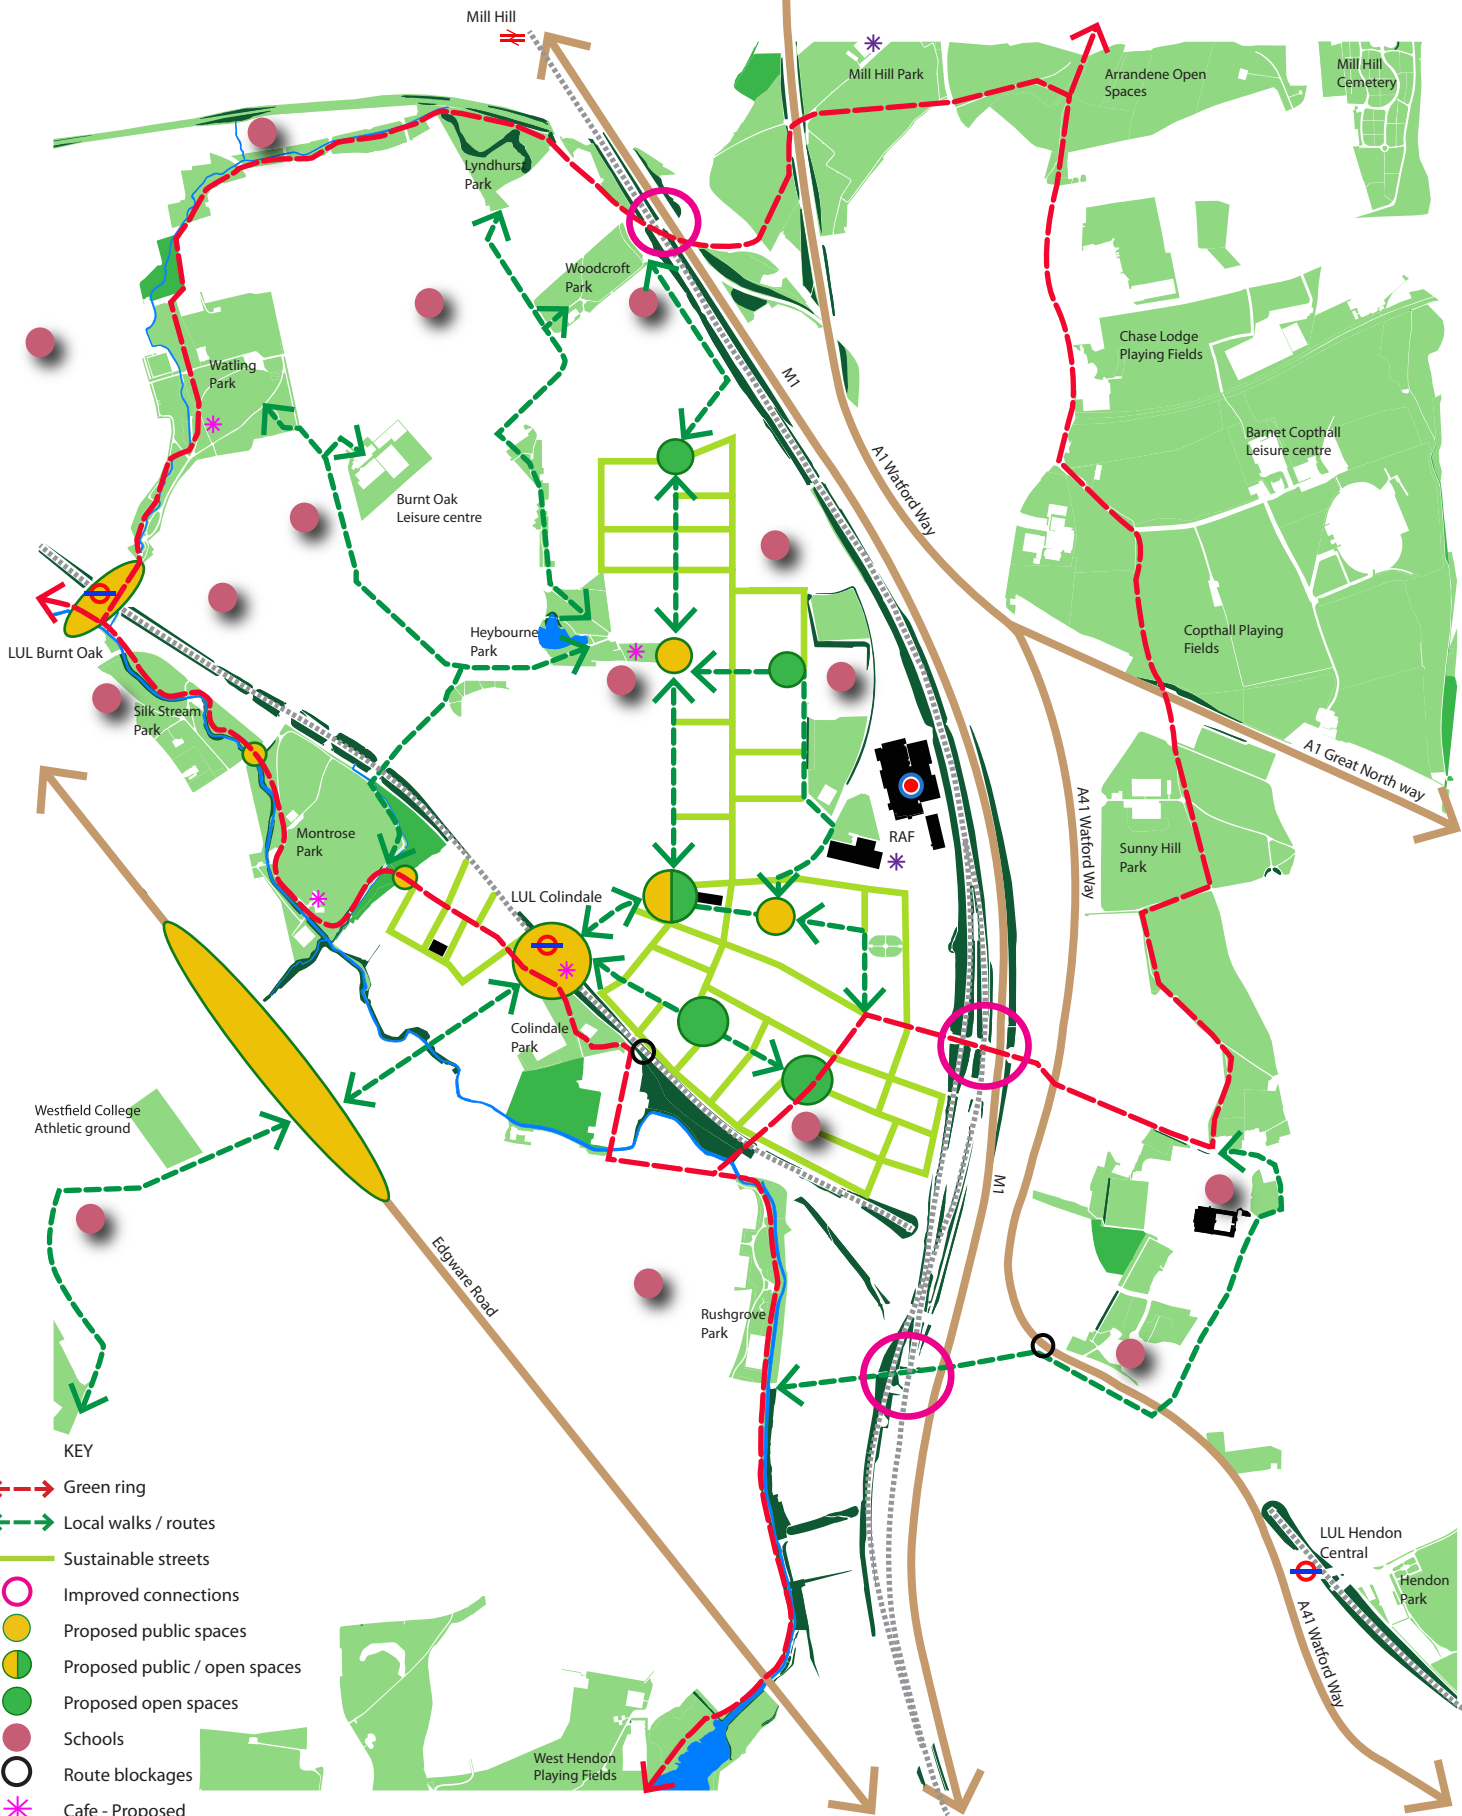 Mill Hill
Mill Hill Park
Arrandene Open
Spaces
Mill Hill
Cemetery
Lyndhurst
Park
Woodcroft
Park
Chase Lodge
Playing Fields
Watling
Park
M1
Barnet Copthall
Leisure centre
A1 Watford Way
Burnt Oak
Leisure centre
Heybourne
Park
Copthall Playing
Fields
LUL Burnt Oak
Silk Stream
Park
A1 Great North way
A41 Watford Way
Montrose
Park
RAF
Sunny Hill
Park
LUL Colindale
Colindale
Park
Westfield College
Athletic ground
M1
Edgware Road
Rushgrove
Park
KEY
Green ring
Local walks / routes
Sustainable streets
Improved connections
Proposed public spaces
Proposed public / open spaces
Proposed open spaces
Schools
Route blockages
Cafe - Proposed
LUL Hendon
Central
Hendon
Park
A41 Watford Way
West Hendon
Playing Fields